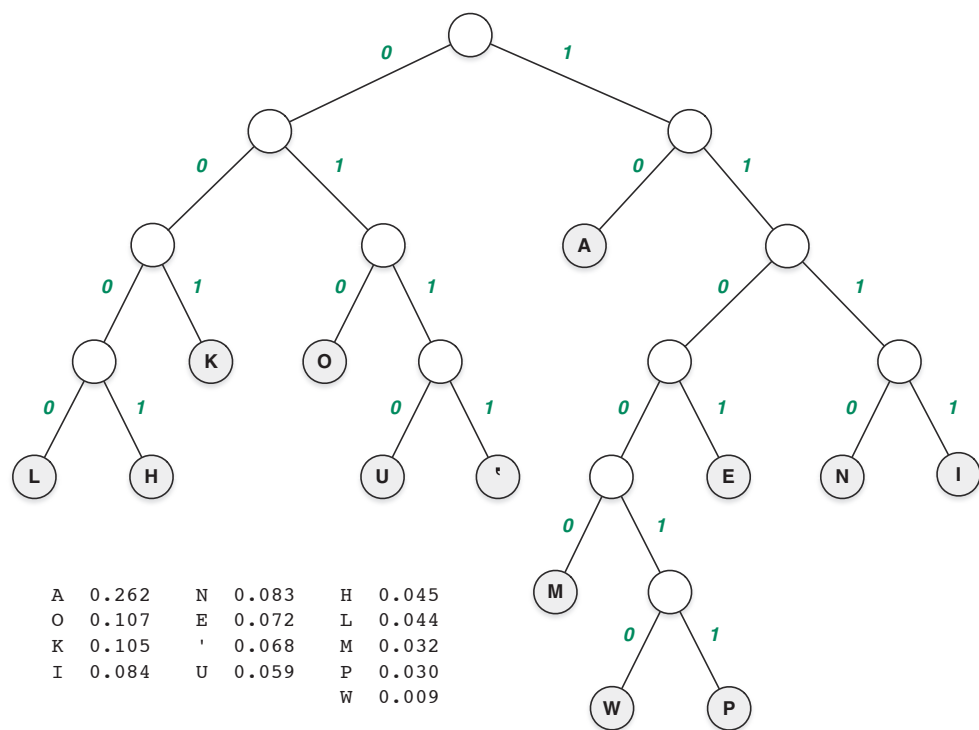 0 1
0 1 0 1
A
0 1 0 1 0 1
K O
0 1 0 1 0 1 0 1
L H U ‛ E N I
0 1
M
0 1
W P
A 0.262 N 0.083 H 0.045
O 0.107 E 0.072 L 0.044
K 0.105 ' 0.068 M 0.032
I 0.084 U 0.059 P 0.030
W 0.009